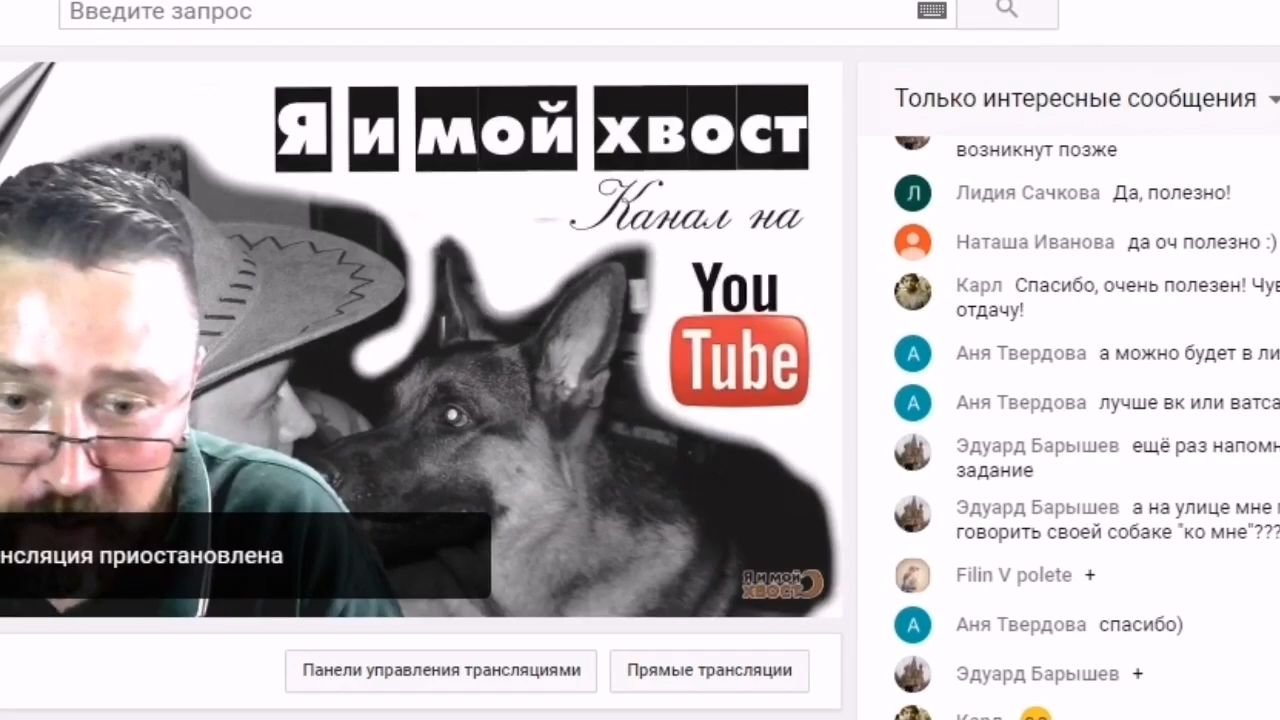 Введите запрос
Я и мой хвост
Канал на
You
Tube
нсляция приостановлена
Я и мой
хвост
Панели управления трансляциями
Прямые трансляции
Только интересные сообщения
возникнут позже
Лидия Сачкова Да, полезно!
Наташа Иванова да оч полезно :)
Карл Спасибо, очень полезен! Чув
отдачу!
Аня Твердова а можно будет в ли
Аня Твердова лучше вк или ватса
Эдуард Барышев ещё раз напомн
задание
Эдуард Барышев а на улице мне
говорить своей собаке "ко мне"???
Filin V polete +
Аня Твердова спасибо)
Эдуард Барышев +
Карл